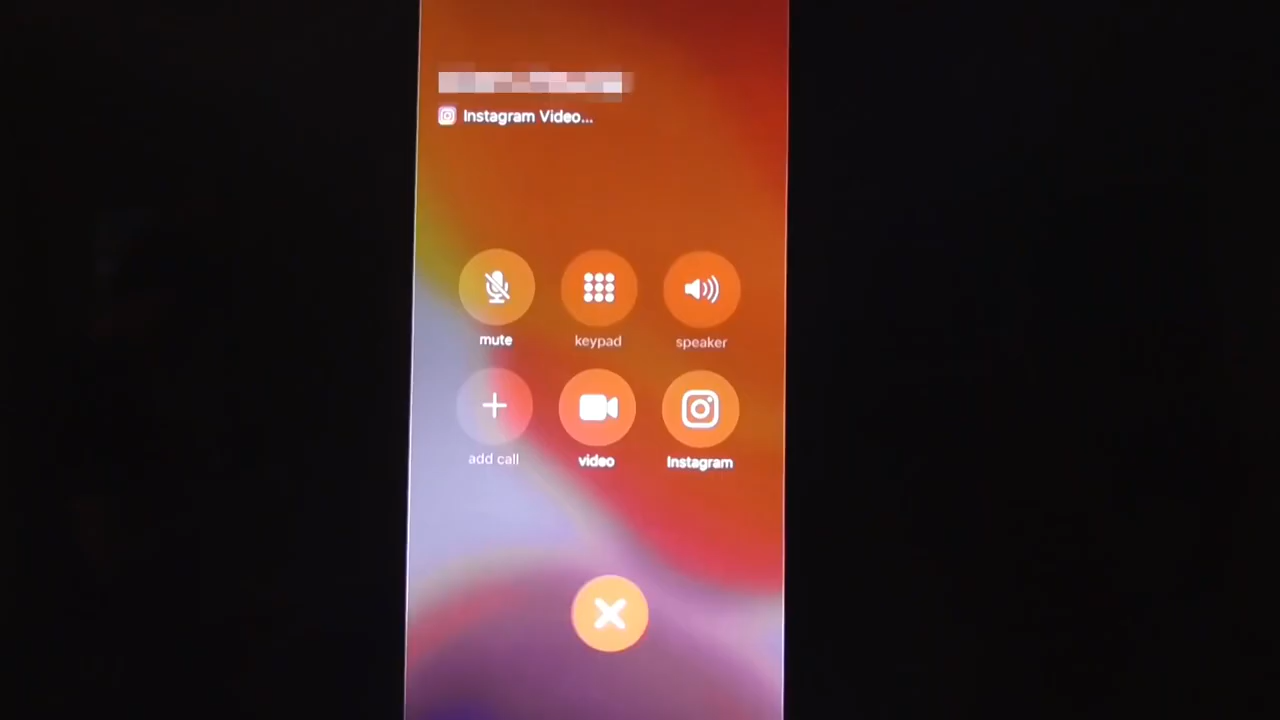 Instagram Video...
mute
keypad
speaker
add call
video
Instagram